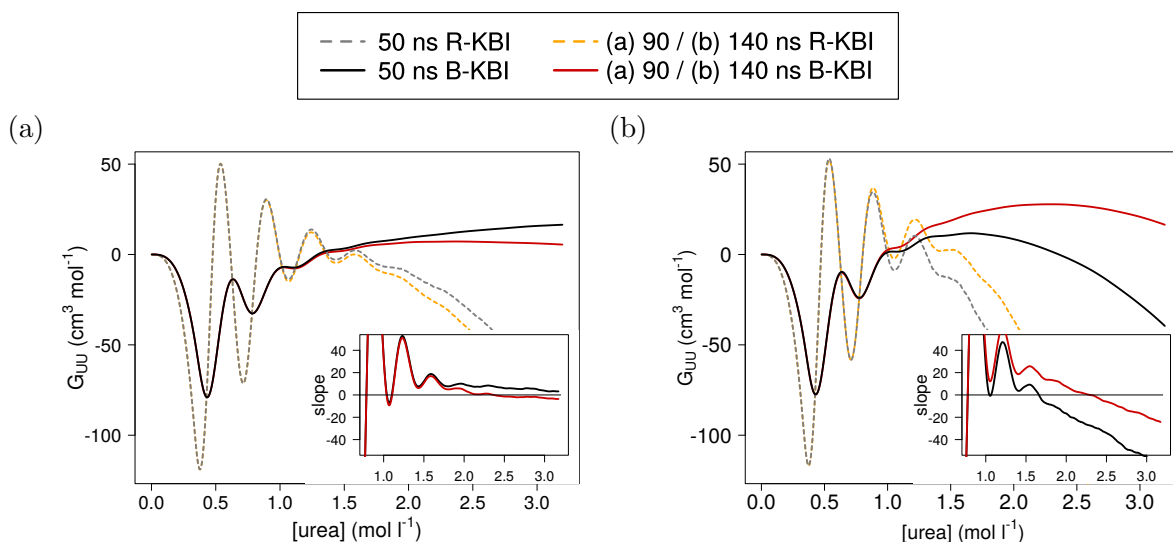 50 ns R-KBI
(a) 90 / (b) 140 ns R-KBI
50 ns B-KBI
(a) 90 / (b) 140 ns B-KBI
(a)
50
0
-50
-100
G_UU (cm³ mol⁻¹)
0.0 0.5 1.0 1.5 2.0 2.5 3.0
[urea] (mol l⁻¹)
40
20
0
-20
-40
slope
1.0 1.5 2.0 2.5 3.0
(b)
50
0
-50
-100
G_UU (cm³ mol⁻¹)
0.0 0.5 1.0 1.5 2.0 2.5 3.0
[urea] (mol l⁻¹)
40
20
0
-20
-40
slope
1.0 1.5 2.0 2.5 3.0